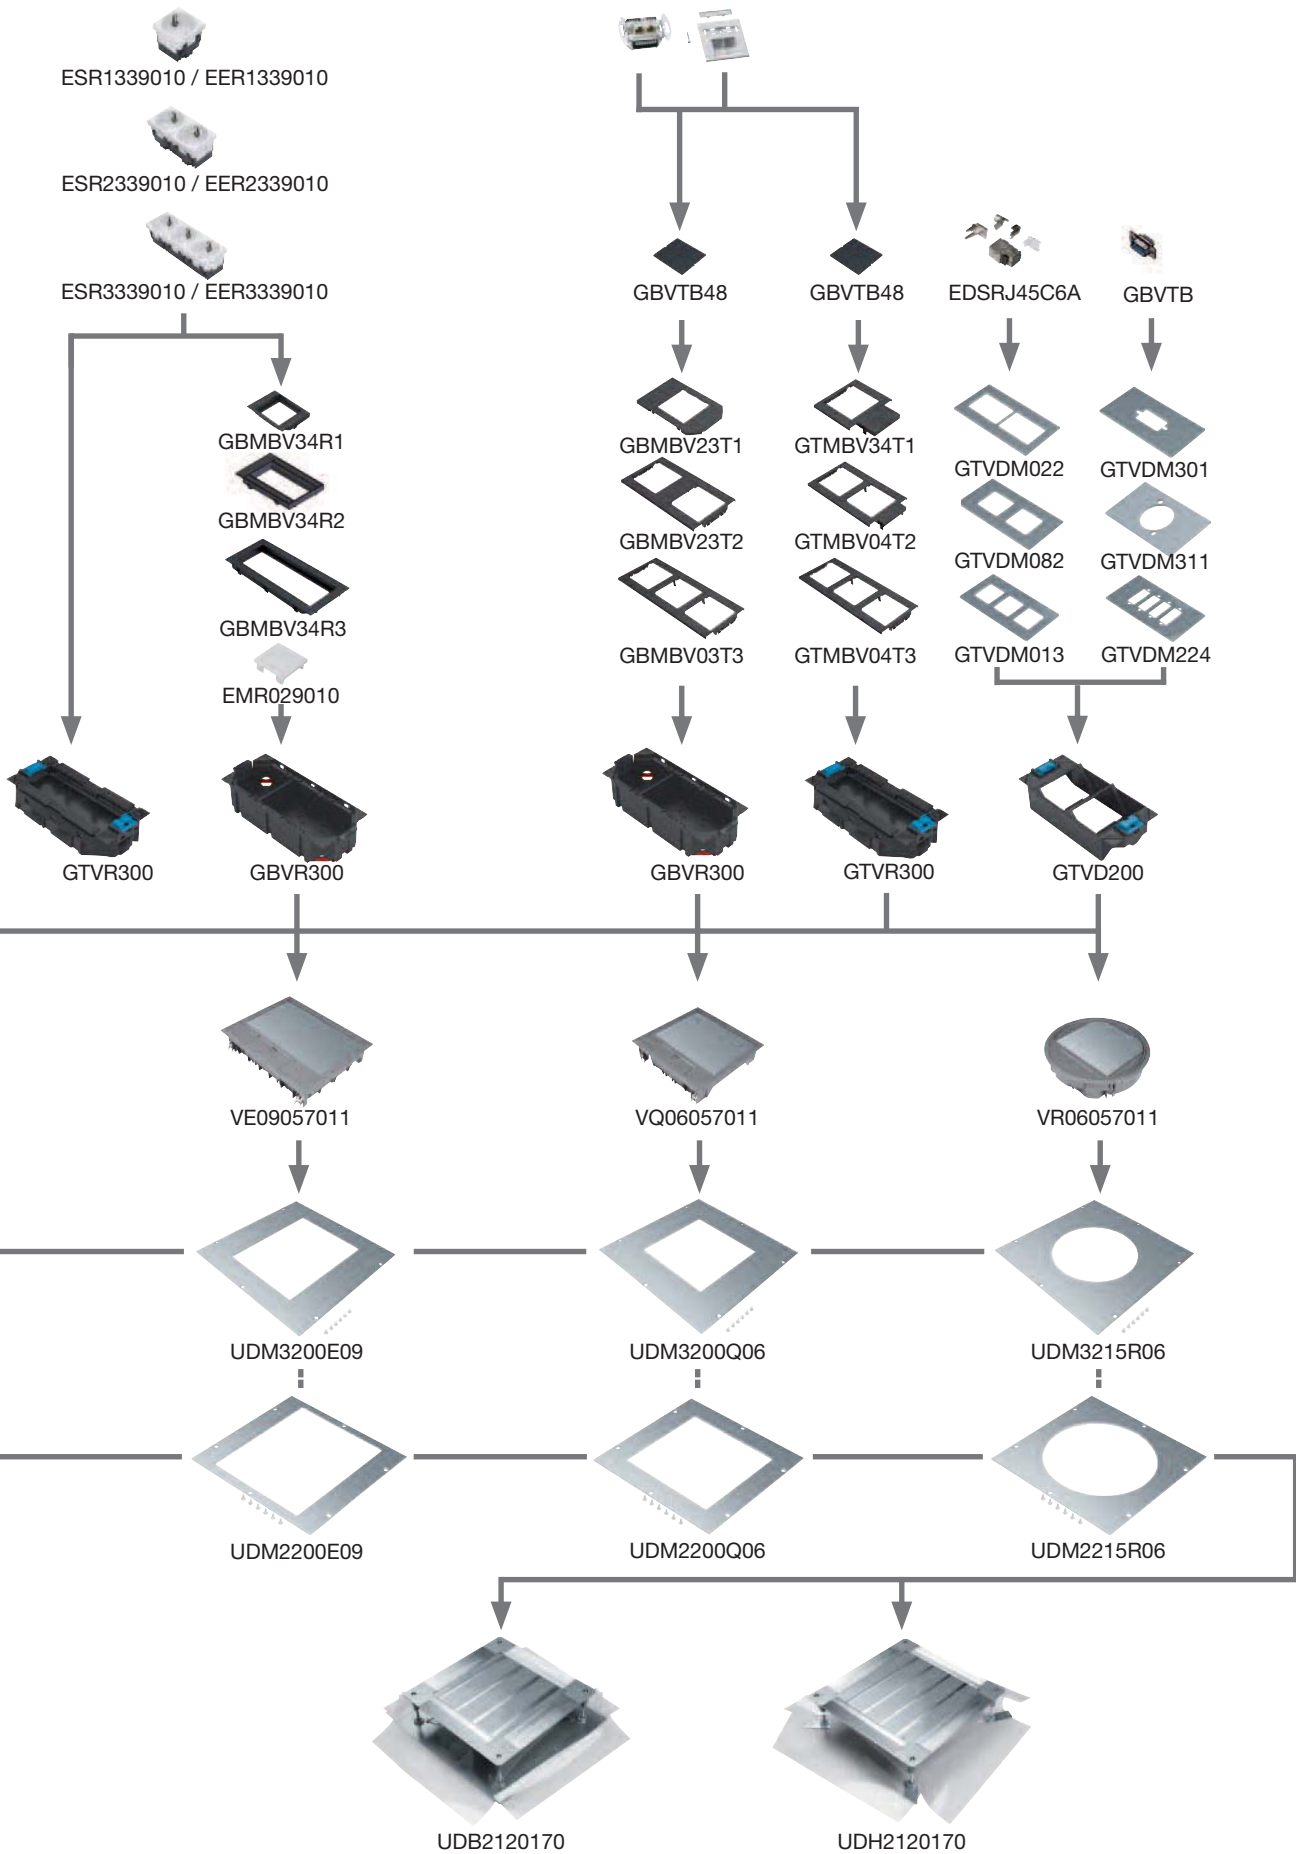 ESR1339010 / EER1339010
ESR2339010 / EER2339010
ESR3339010 / EER3339010
GBVTB48
GBVTB48
EDSRJ45C6A
GBVTB
GBMBV34R1
GBMBV23T1
GTMBV34T1
GTVDM022
GTVDM301
GBMBV34R2
GBMBV23T2
GTMBV04T2
GTVDM082
GTVDM311
GBMBV34R3
GBMBV03T3
GTMBV04T3
GTVDM013
GTVDM224
EMR029010
GTVR300
GBVR300
GBVR300
GTVR300
GTVD200
VE09057011
VQ06057011
VR06057011
UDM3200E09
UDM3200Q06
UDM3215R06
UDM2200E09
UDM2200Q06
UDM2215R06
UDB2120170
UDH2120170